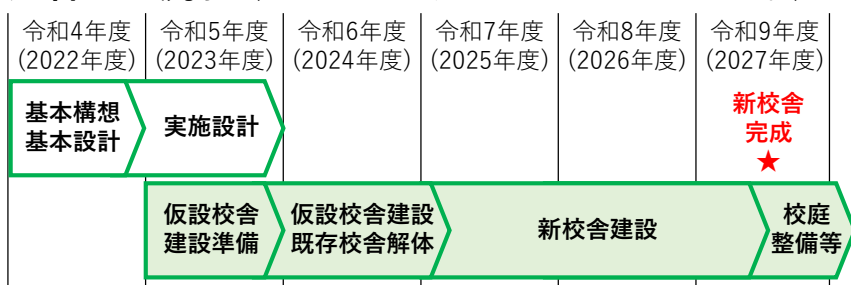 令和4年度 令和5年度 令和6年度 令和7年度 令和8年度 令和9年度
(2022年度) (2023年度) (2024年度) (2025年度) (2026年度) (2027年度)
基本構想
基本設計
実施設計
新校舎
完成
★
仮設校舎
建設準備
仮設校舎建設
既存校舎解体
新校舎建設
校庭
整備等